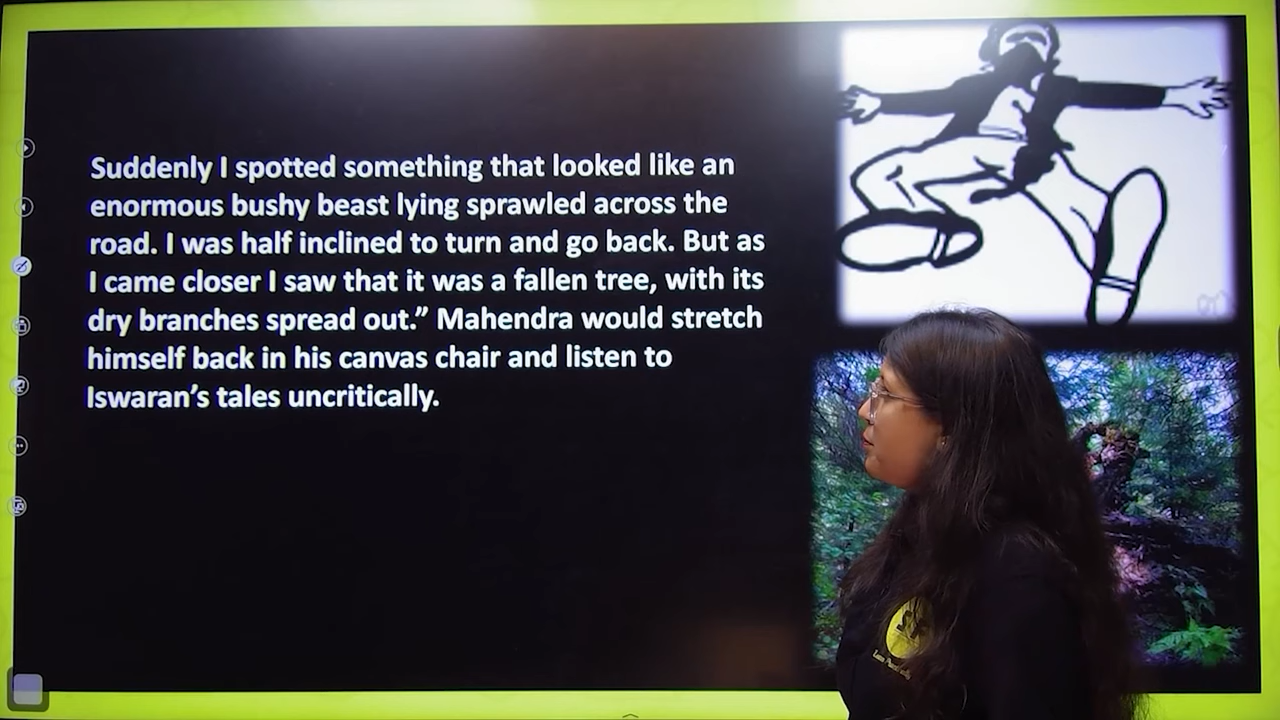 Suddenly I spotted something that looked like an
enormous bushy beast lying sprawled across the
road. I was half inclined to turn and go back. But as
I came closer I saw that it was a fallen tree, with its
dry branches spread out.” Mahendra would stretch
himself back in his canvas chair and listen to
Iswaran’s tales uncritically.